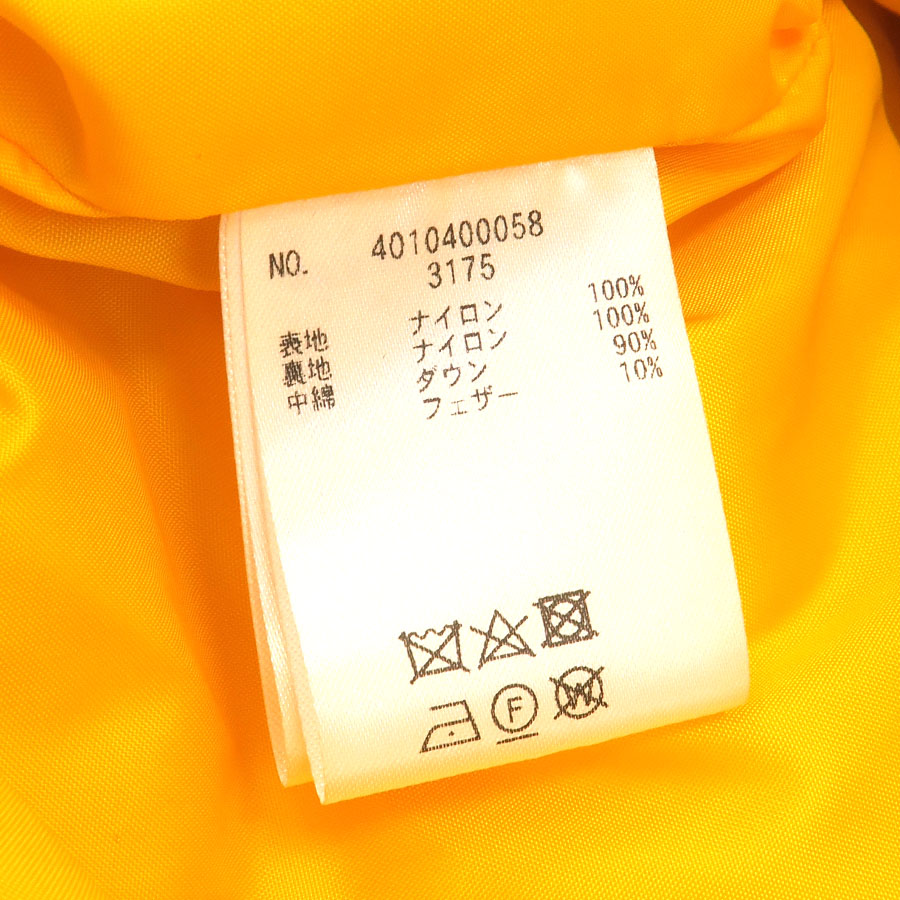 NO. 4010400058
3175
表地 ナイロン 100%
裏地 ナイロン 100%
中綿 ダウン 90%
フェザー 10%
F
W